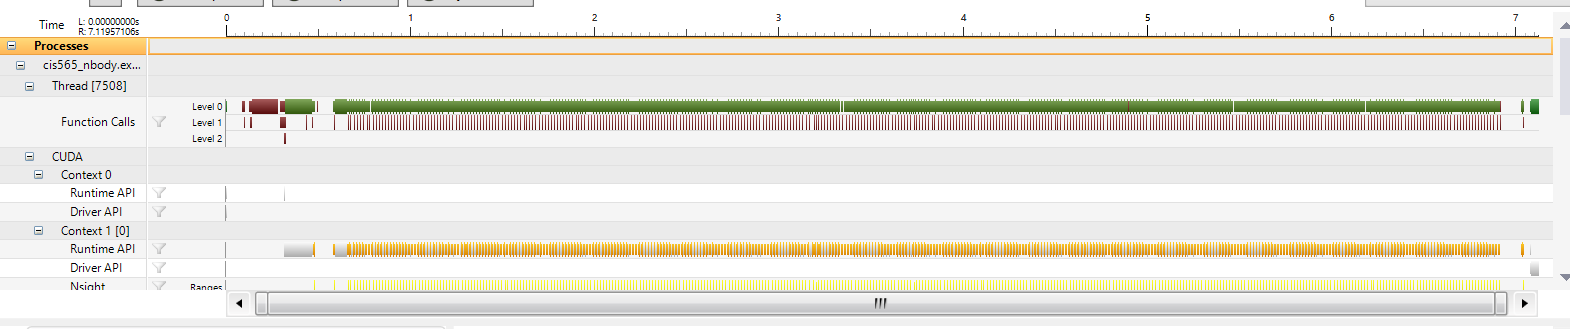 Time L: 0.00000000s
R: 7.11957106s
0 1 2 3 4 5 6 7
Processes
cis565_nbody.ex...
Thread [7508]
Level 0
Function Calls Level 1
Level 2
CUDA
Context 0
Runtime API
Driver API
Context 1 [0]
Runtime API
Driver API
Nsight Ranges